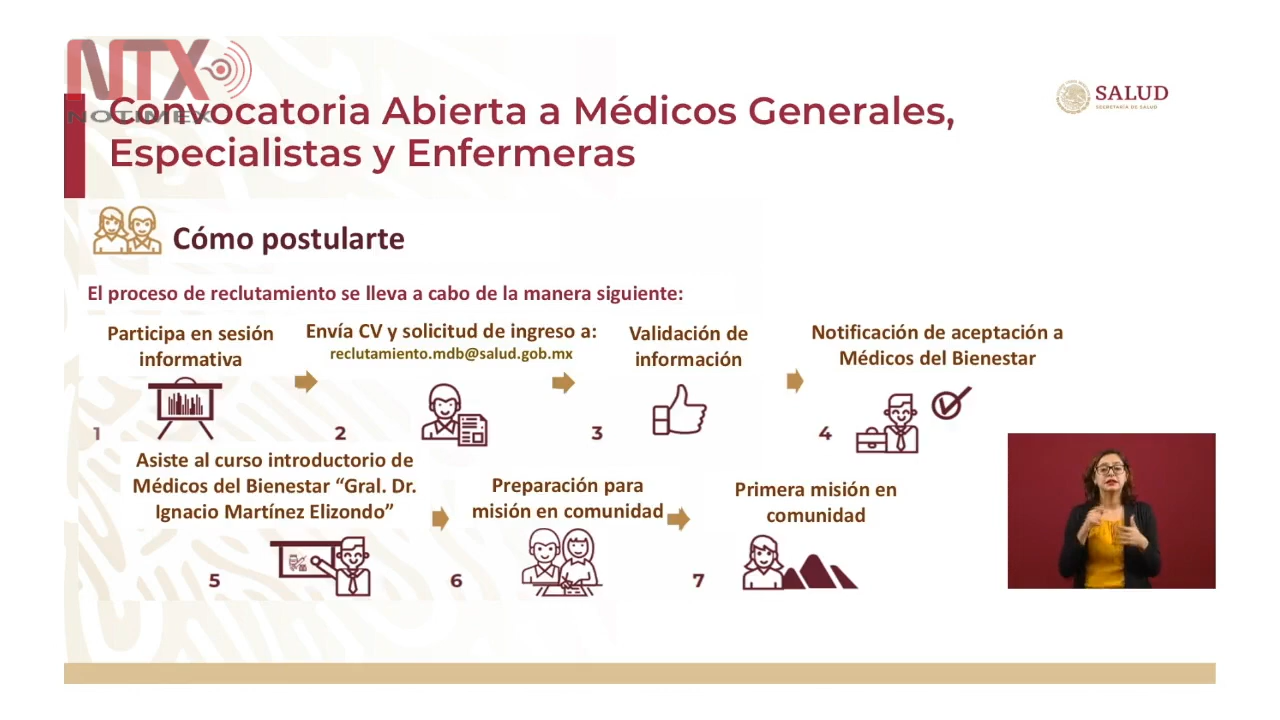 NTX
NOTIMEX
Convocatoria Abierta a Médicos Generales,
Especialistas y Enfermeras
SALUD
SECRETARÍA DE SALUD
Cómo postularte
El proceso de reclutamiento se lleva a cabo de la manera siguiente:
Participa en sesión
informativa
1
Envía CV y solicitud de ingreso a:
reclutamiento.mdb@salud.gob.mx
2
Validación de
información
3
Notificación de aceptación a
Médicos del Bienestar
4
Asiste al curso introductorio de
Médicos del Bienestar “Gral. Dr.
Ignacio Martínez Elizondo”
5
Preparación para
misión en comunidad
6
Primera misión en
comunidad
7